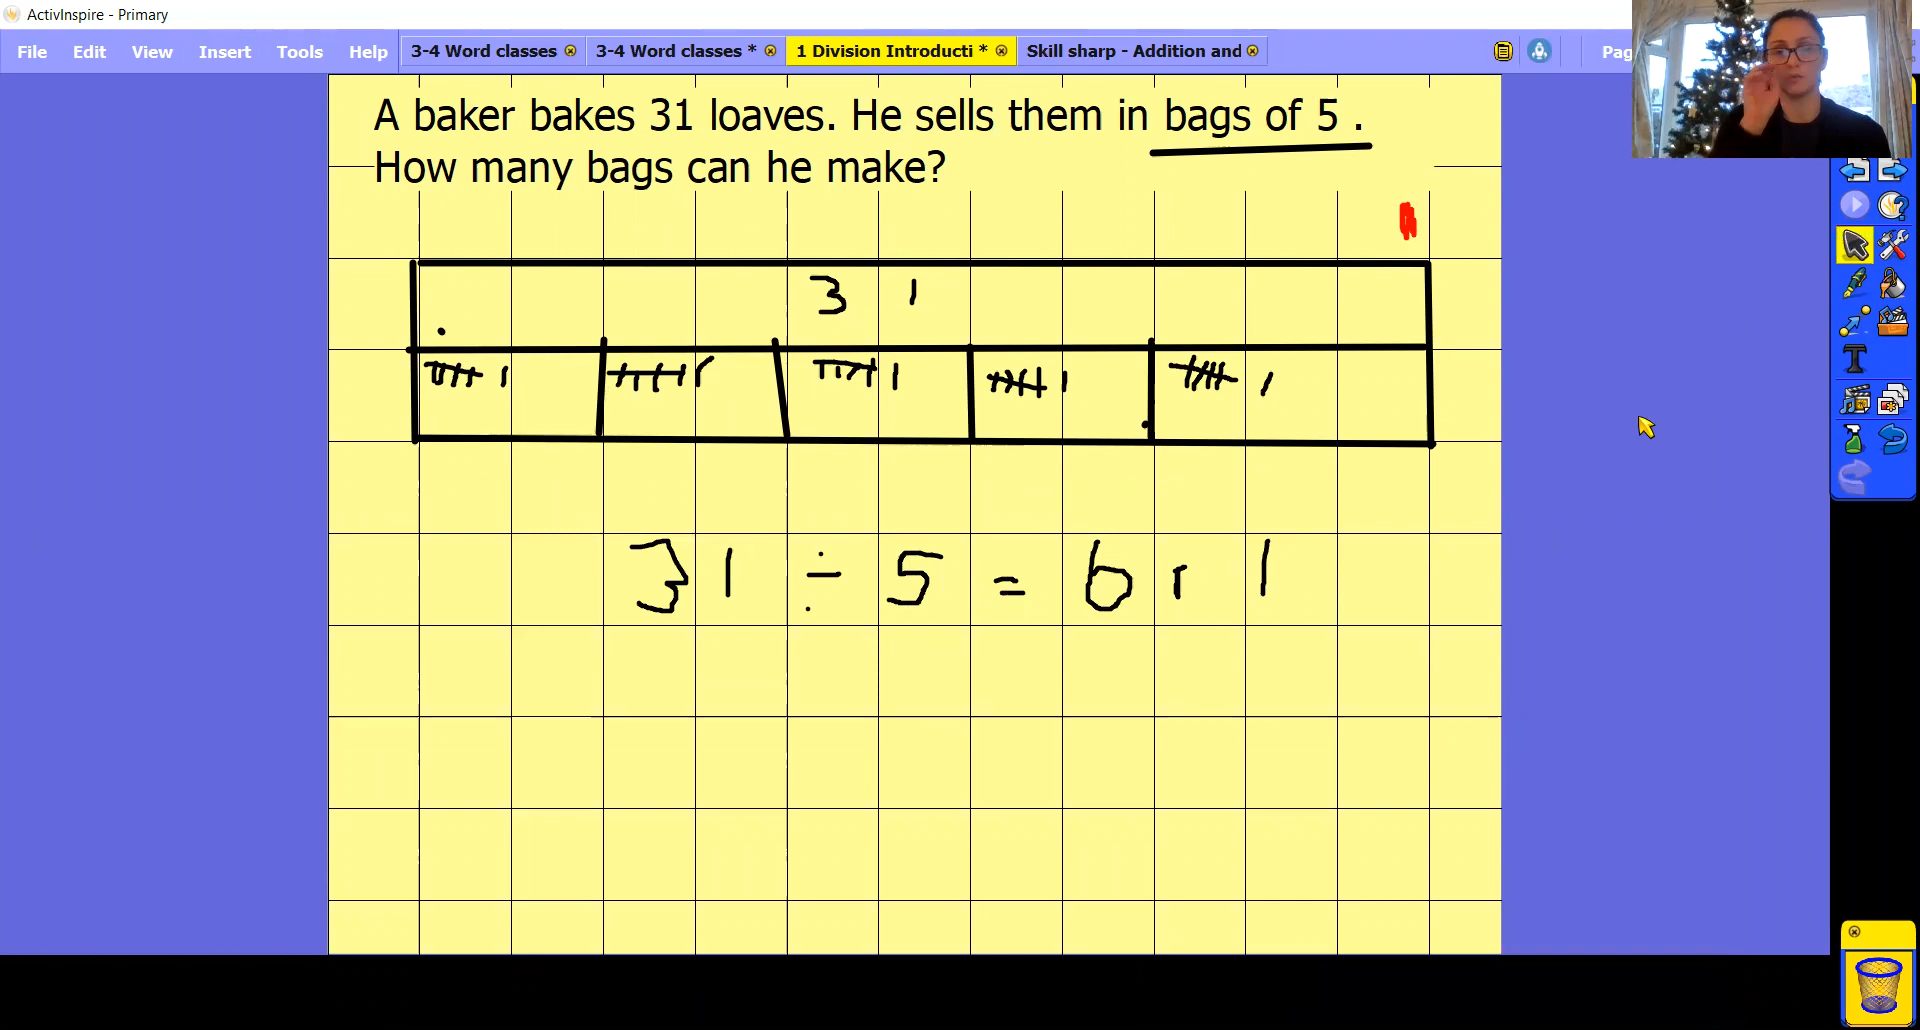 ActivInspire - Primary
File Edit View Insert Tools Help 3-4 Word classes 3-4 Word classes * 1 Division Introducti * Skill sharp - Addition and Pag
A baker bakes 31 loaves. He sells them in bags of 5 .
How many bags can he make?
3 1
31 ÷ 5 = 6 r 1